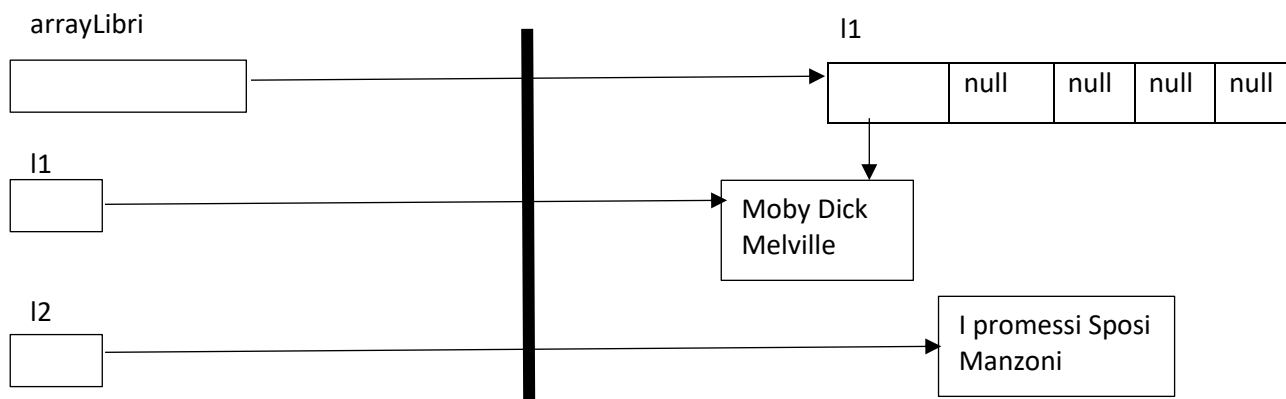 arrayLibri
l1
null null null null
l1
Moby Dick
Melville
l2
I promessi Sposi
Manzoni